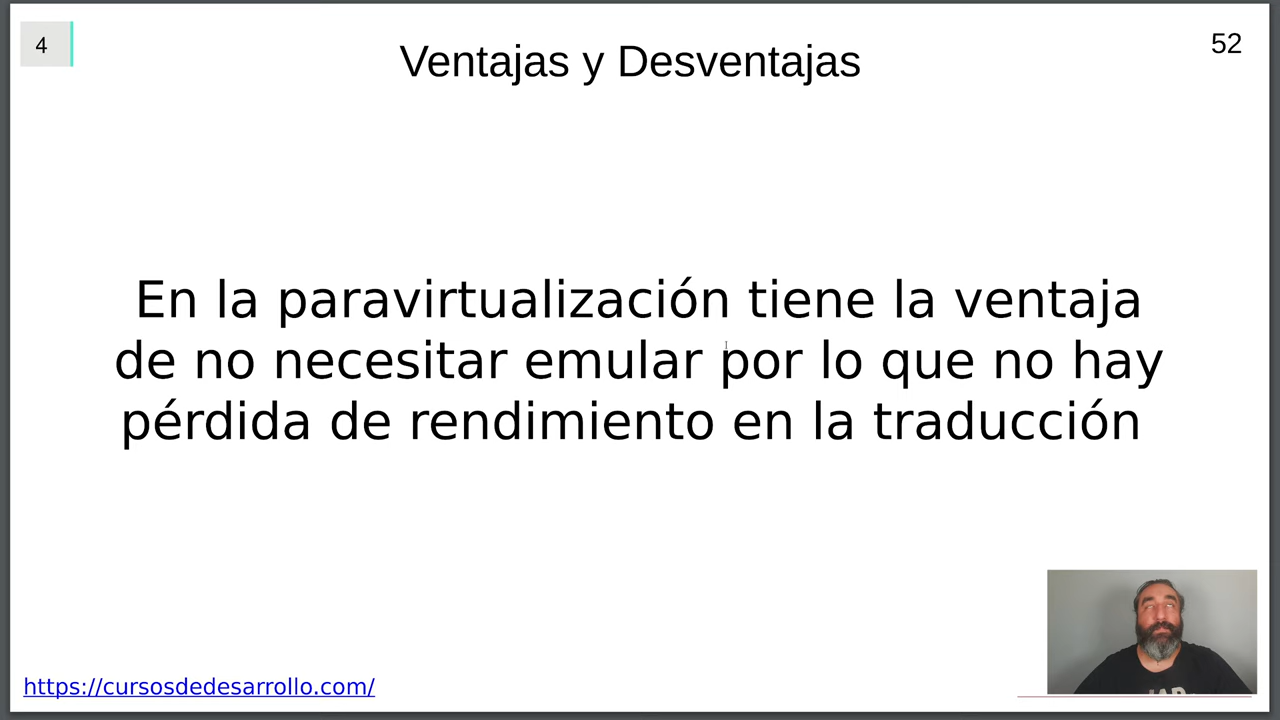 4
52
Ventajas y Desventajas
En la paravirtualización tiene la ventaja
de no necesitar emular por lo que no hay
pérdida de rendimiento en la traducción
https://cursosdedesarrollo.com/